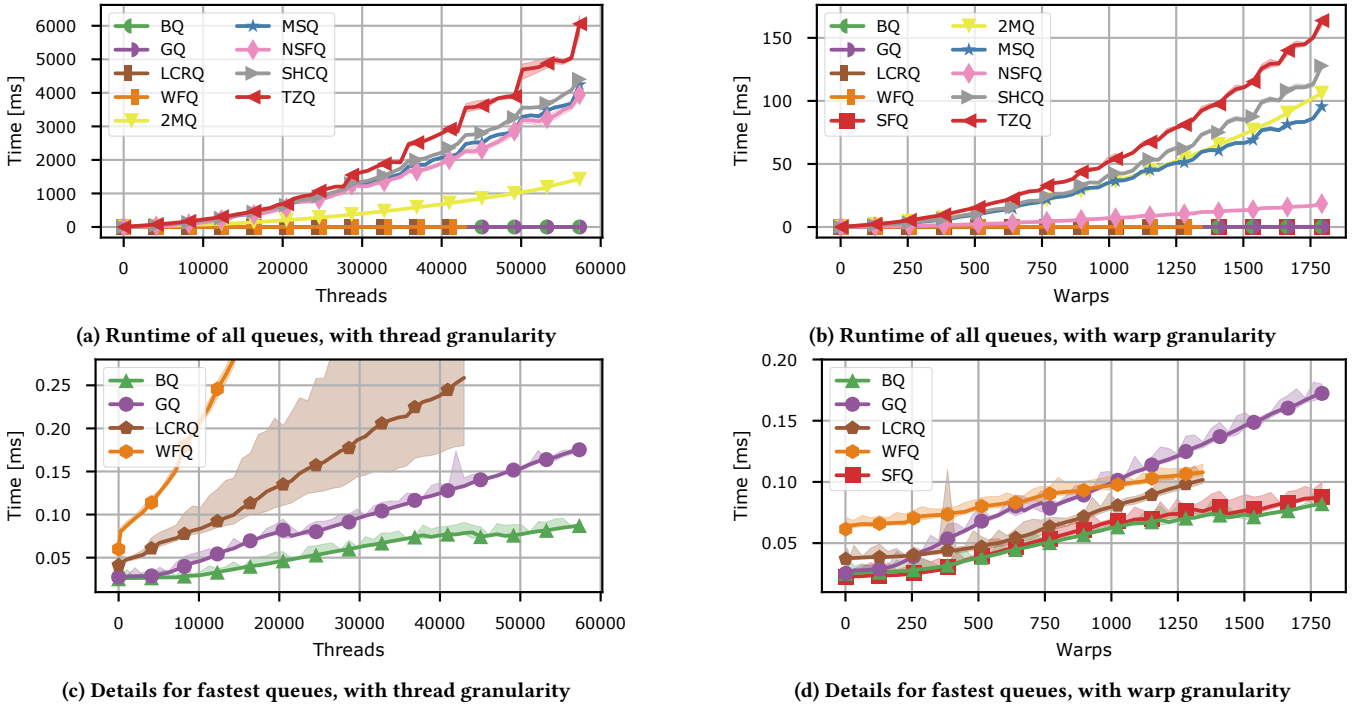 6000
5000
4000
3000
2000
1000
0
Time [ms]
BQ
GQ
LCRQ
WFQ
2MQ
MSQ
NSFQ
SHCQ
TZQ
0 10000 20000 30000 40000 50000 60000
Threads
(a) Runtime of all queues, with thread granularity
150
100
50
0
Time [ms]
BQ
GQ
LCRQ
WFQ
SFQ
2MQ
MSQ
NSFQ
SHCQ
TZQ
0 250 500 750 1000 1250 1500 1750
Warps
(b) Runtime of all queues, with warp granularity
0.25
0.20
0.15
0.10
0.05
Time [ms]
BQ
GQ
LCRQ
WFQ
0 10000 20000 30000 40000 50000 60000
Threads
(c) Details for fastest queues, with thread granularity
0.20
0.15
0.10
0.05
Time [ms]
BQ
GQ
LCRQ
WFQ
SFQ
0 250 500 750 1000 1250 1500 1750
Warps
(d) Details for fastest queues, with warp granularity